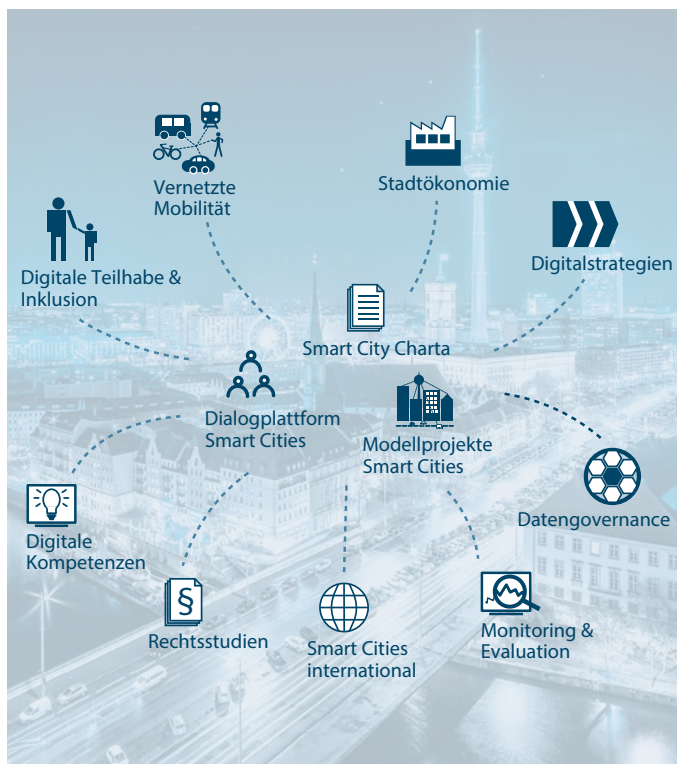 Vernetzte
Mobilität
Stadtökonomie
Digitale Teilhabe &
Inklusion
Digitalstrategien
Smart City Charta
Dialogplattform
Smart Cities
Modellprojekte
Smart Cities
Digitale
Kompetenzen
Datengovernance
§
Rechtsstudien
Smart Cities
international
Monitoring &
Evaluation